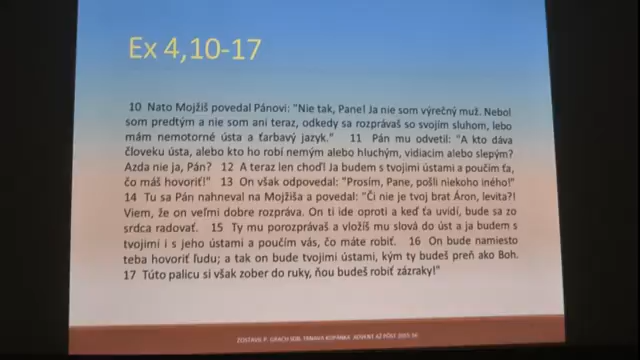 Ex 4,10-17
10 Nato Mojžiš povedal Pánovi: "Nie tak, Pane! Ja nie som výrečný muž. Nebol
som predtým a nie som ani teraz, odkedy sa rozprávaš so svojím sluhom, lebo
mám nemotorné ústa a ťarbavý jazyk." 11 Pán mu odvetil: "A kto dáva
človeku ústa, alebo kto ho robí nemým alebo hluchým, vidiacim alebo slepým?
Azda nie ja, Pán? 12 A teraz len choď! Ja budem s tvojimi ústami a poučím ťa,
čo máš hovoriť!" 13 On však odpovedal: "Prosím, Pane, pošli niekoho iného!"
14 Tu sa Pán nahneval na Mojžiša a povedal: "Či nie je tvoj brat Áron, levita?!
Viem, že on veľmi dobre rozpráva. On ti ide oproti a keď ťa uvidí, bude sa zo
srdca radovať. 15 Ty mu porozprávaš a vložíš mu slová do úst a ja budem s
tvojimi i s jeho ústami a poučím vás, čo máte robiť. 16 On bude namiesto
teba hovoriť ľudu; a tak on bude tvojimi ústami, kým ty budeš preň ako Boh.
17 Túto palicu si však zober do ruky, ňou budeš robiť zázraky!"
ZOSTAVIL P. GRACH SDB, TRNAVA KOPÁNKA ADVENT AŽ PÔST